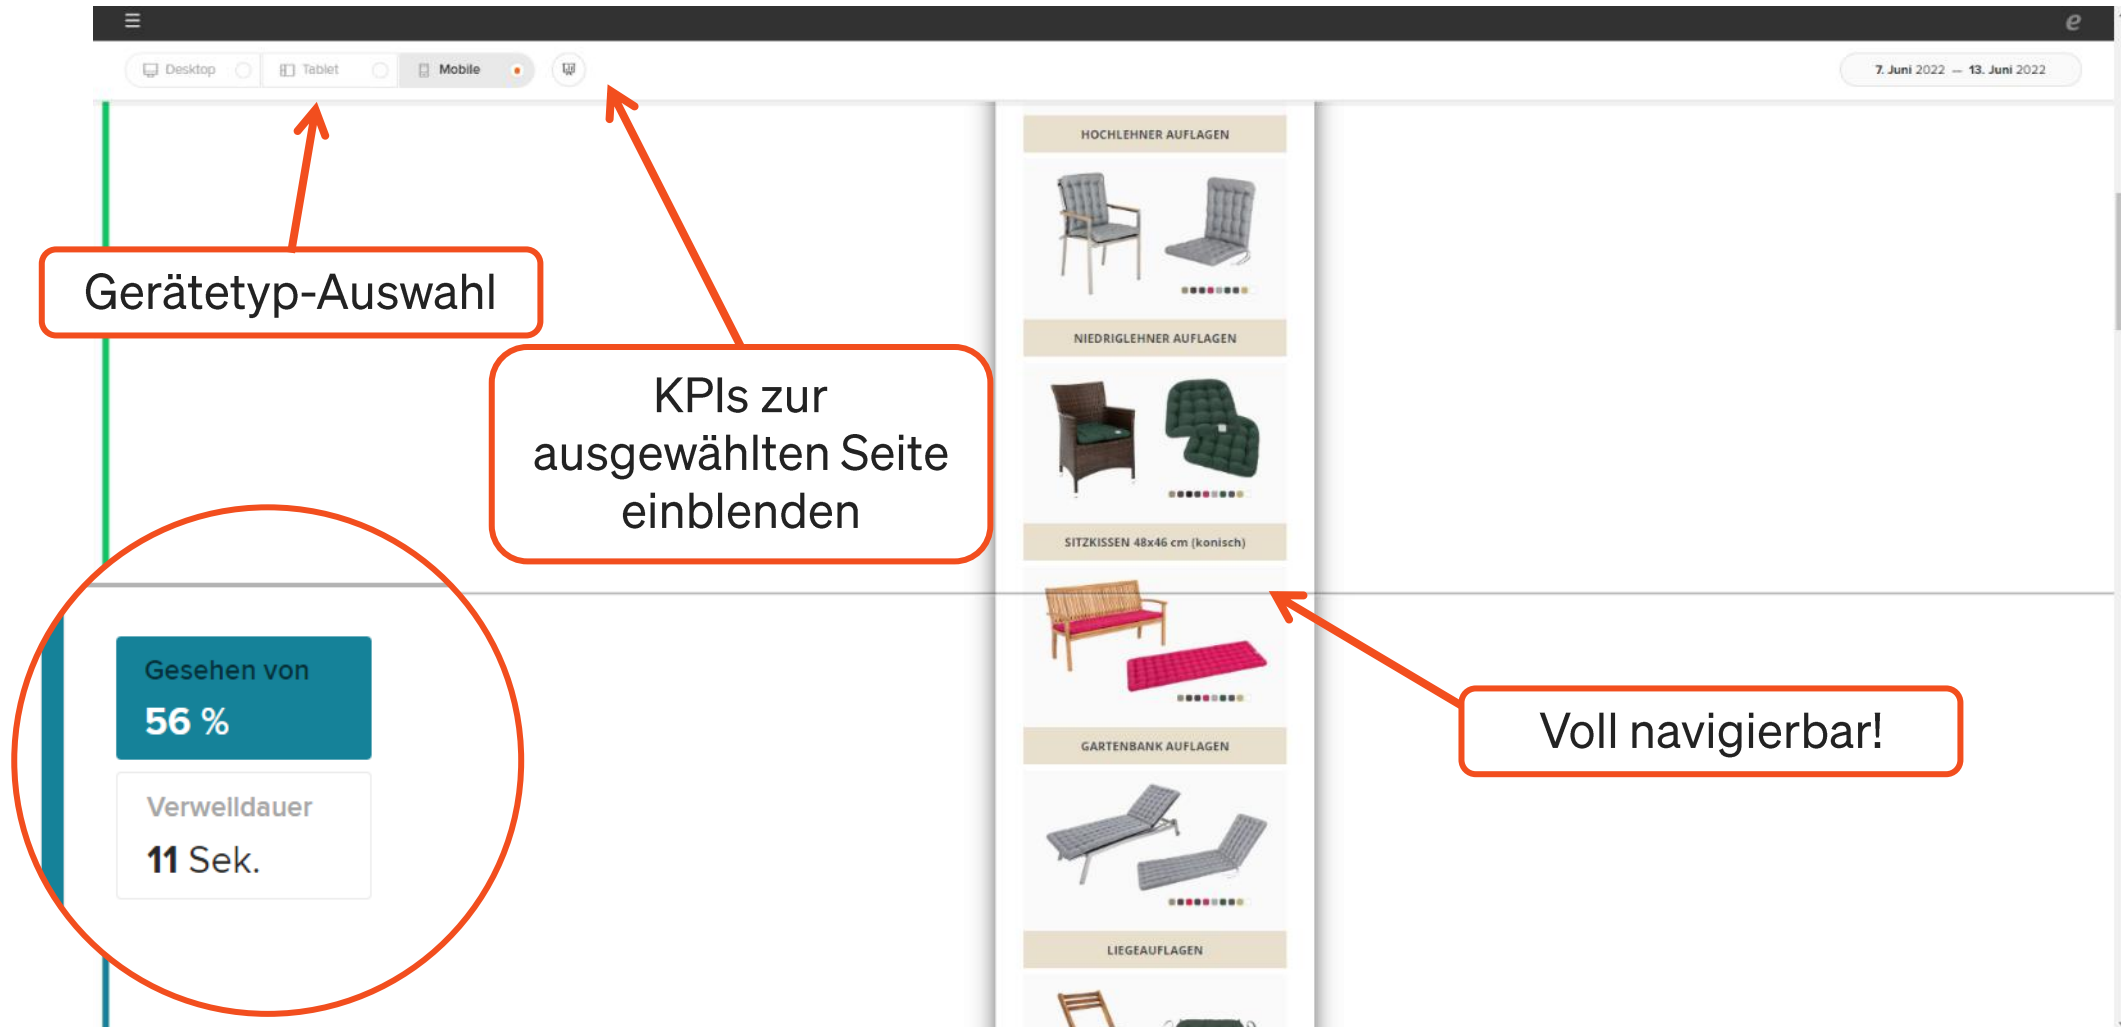 e
Desktop
Tablet
Mobile
7. Juni 2022 — 13. Juni 2022
HOCHLEHNER AUFLAGEN
Gerätetyp-Auswahl
NIEDRIGLEHNER AUFLAGEN
KPIs zur
ausgewählten Seite
einblenden
SITZKISSEN 48x46 cm (konisch)
Gesehen von
56 %
Voll navigierbar!
GARTENBANK AUFLAGEN
Verweildauer
11 Sek.
LIEGEAUFLAGEN